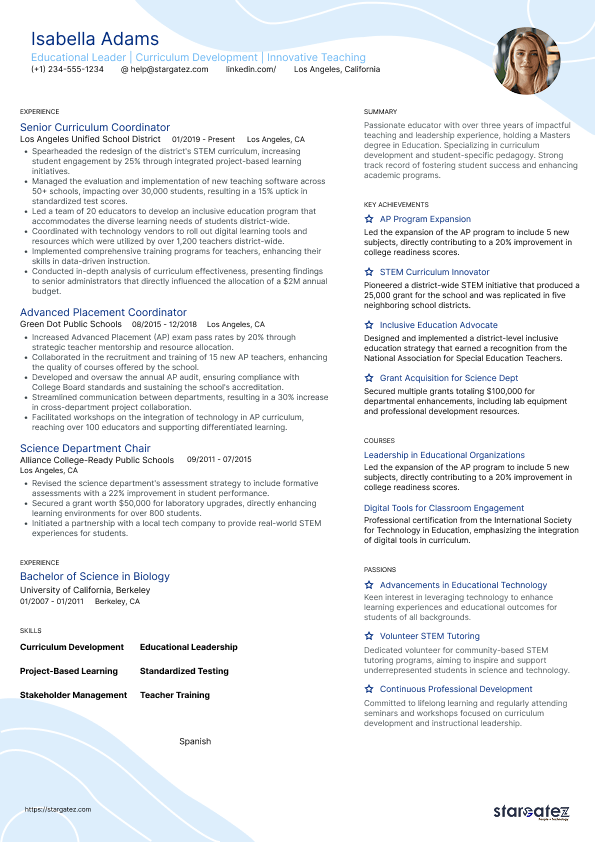 Isabella Adams
Educational Leader | Curriculum Development | Innovative Teaching
(+1) 234-555-1234 @ help@stargatez.com linkedin.com/ Los Angeles, California
EXPERIENCE
Senior Curriculum Coordinator
Los Angeles Unified School District 01/2019 - Present Los Angeles, CA
• Spearheaded the redesign of the district's STEM curriculum, increasing
student engagement by 25% through integrated project-based learning
initiatives.
• Managed the evaluation and implementation of new teaching software across
50+ schools, impacting over 30,000 students, resulting in a 15% uptick in
standardized test scores.
• Led a team of 20 educators to develop an inclusive education program that
accommodates the diverse learning needs of students district-wide.
• Coordinated with technology vendors to roll out digital learning tools and
resources which were utilized by over 1,200 teachers district-wide.
• Implemented comprehensive training programs for teachers, enhancing their
skills in data-driven instruction.
• Conducted in-depth analysis of curriculum effectiveness, presenting findings
to senior administrators that directly influenced the allocation of a $2M annual
budget.
Advanced Placement Coordinator
Green Dot Public Schools 08/2015 - 12/2018 Los Angeles, CA
• Increased Advanced Placement (AP) exam pass rates by 20% through
strategic teacher mentorship and resource allocation.
• Collaborated in the recruitment and training of 15 new AP teachers, enhancing
the quality of courses offered by the school.
• Developed and oversaw the annual AP audit, ensuring compliance with
College Board standards and sustaining the school's accreditation.
• Streamlined communication between departments, resulting in a 30% increase
in cross-department project collaboration.
• Facilitated workshops on the integration of technology in AP curriculum,
reaching over 100 educators and supporting differentiated learning.
Science Department Chair
Alliance College-Ready Public Schools 09/2011 - 07/2015
Los Angeles, CA
• Revised the science department's assessment strategy to include formative
assessments with a 22% improvement in student performance.
• Secured a grant worth $50,000 for laboratory upgrades, directly enhancing
learning environments for over 800 students.
• Initiated a partnership with a local tech company to provide real-world STEM
experiences for students.
EXPERIENCE
Bachelor of Science in Biology
University of California, Berkeley
01/2007 - 01/2011 Berkeley, CA
SKILLS
Curriculum Development Educational Leadership
Project-Based Learning Standardized Testing
Stakeholder Management Teacher Training
Spanish
https://stargatez.com
SUMMARY
Passionate educator with over three years of impactful
teaching and leadership experience, holding a Masters
degree in Education. Specializing in curriculum
development and student-specific pedagogy. Strong
track record of fostering student success and enhancing
academic programs.
KEY ACHIEVEMENTS
AP Program Expansion
Led the expansion of the AP program to include 5 new
subjects, directly contributing to a 20% improvement in
college readiness scores.
STEM Curriculum Innovator
Pioneered a district-wide STEM initiative that produced a
25,000 grant for the school and was replicated in five
neighboring school districts.
Inclusive Education Advocate
Designed and implemented a district-level inclusive
education strategy that earned a recognition from the
National Association for Special Education Teachers.
Grant Acquisition for Science Dept
Secured multiple grants totaling $100,000 for
departmental enhancements, including lab equipment
and professional development resources.
COURSES
Leadership in Educational Organizations
Led the expansion of the AP program to include 5 new
subjects, directly contributing to a 20% improvement in
college readiness scores.
Digital Tools for Classroom Engagement
Professional certification from the International Society
for Technology in Education, emphasizing the integration
of digital tools in curriculum.
PASSIONS
Advancements in Educational Technology
Keen interest in leveraging technology to enhance
learning experiences and educational outcomes for
students of all backgrounds.
Volunteer STEM Tutoring
Dedicated volunteer for community-based STEM
tutoring programs, aiming to inspire and support
underrepresented students in science and technology.
Continuous Professional Development
Committed to lifelong learning and regularly attending
seminars and workshops focused on curriculum
development and instructional leadership.
stargatez
People + Technology